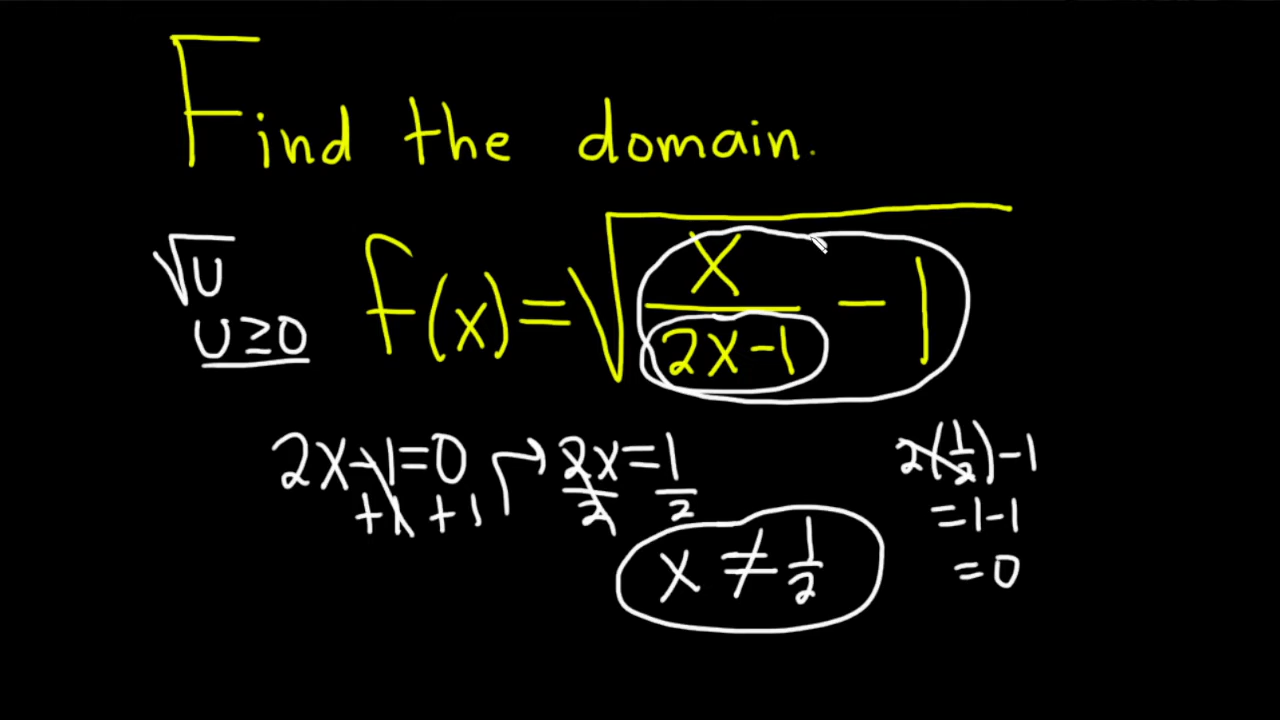 Find the domain.
√U
U≥0
f(x)=√(x/(2x-1) - 1)
2x-1=0
+1 +1
2x=1
2 2
x ≠ 1/2
2(1/2)-1
=1-1
=0